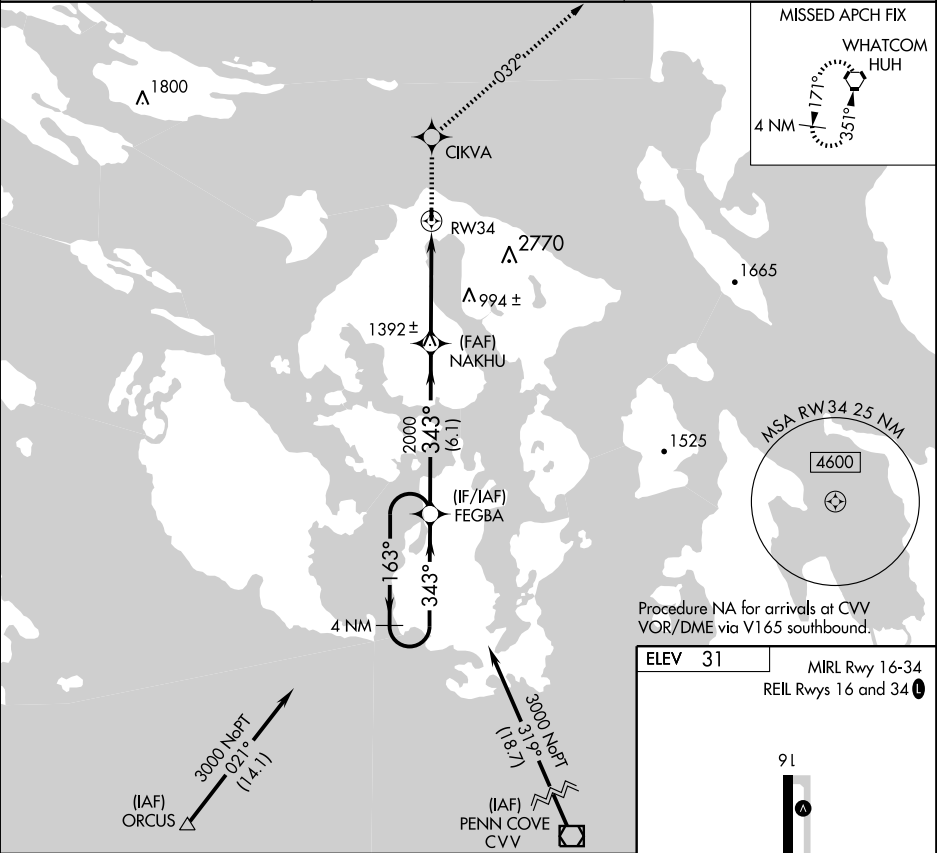 MISSED APCH FIX
WHATCOM
HUH
171°
351°
4 NM
1800
032°
CIKVA
RW34
2770
1665
994 ±
1392 ±
(FAF)
NAKHU
2000
343°
(6.1)
1525
MSA RW34 25 NM
4600
(IF/IAF)
FEGBA
163°
343°
4 NM
Procedure NA for arrivals at CVV
VOR/DME via V165 southbound.
3000 NoPT
021°
(14.1)
(IAF)
ORCUS
3000 NoPT
319°
(18.7)
(IAF)
PENN COVE
CVV
ELEV 31
MIRL Rwy 16-34
REIL Rwys 16 and 34 L
16